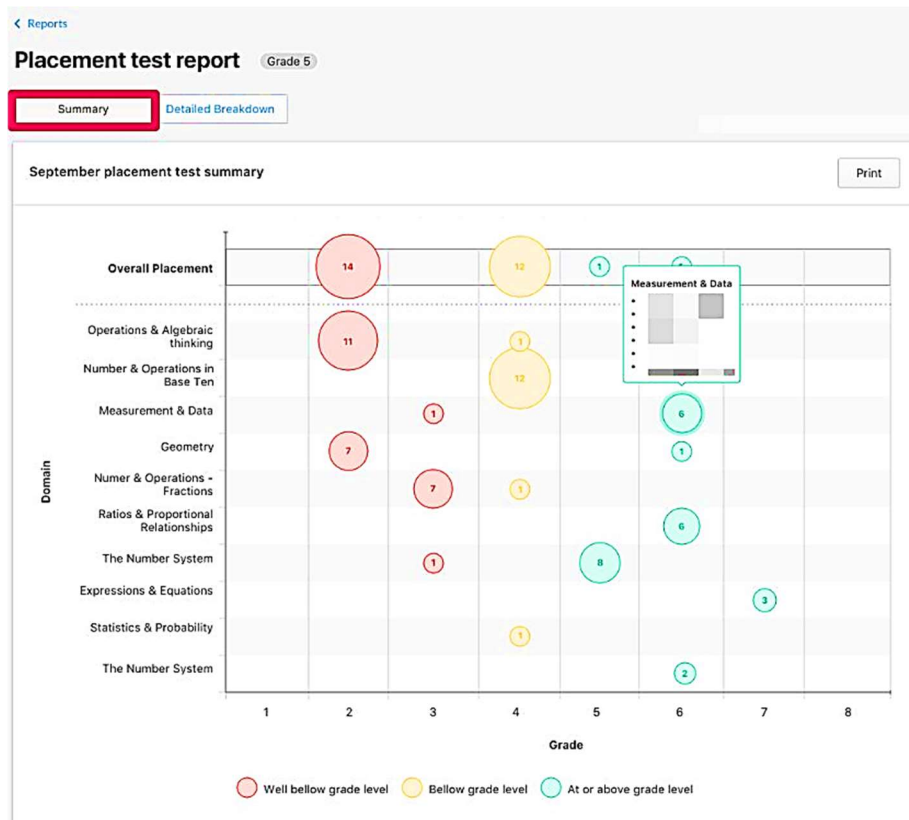 Reports
Placement test report
Grade 5
Summary
Detailed Breakdown
September placement test summary
Print
Overall Placement
14
12
1
Measurement & Data
Operations & Algebraic
thinking
11
1
Number & Operations in
Base Ten
12
Measurement & Data
1
6
Geometry
7
1
Numer & Operations -
Fractions
7
1
Ratios & Proportional
Relationships
6
The Number System
1
8
Expressions & Equations
3
Statistics & Probability
1
The Number System
2
Domain
1 2 3 4 5 6 7 8
Grade
Well bellow grade level
Bellow grade level
At or above grade level